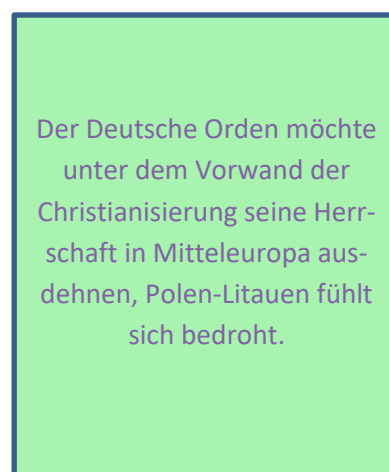 Der Deutsche Orden möchte
unter dem Vorwand der
Christianisierung seine Herr-
schaft in Mitteleuropa aus-
dehnen, Polen-Litauen fühlt
sich bedroht.